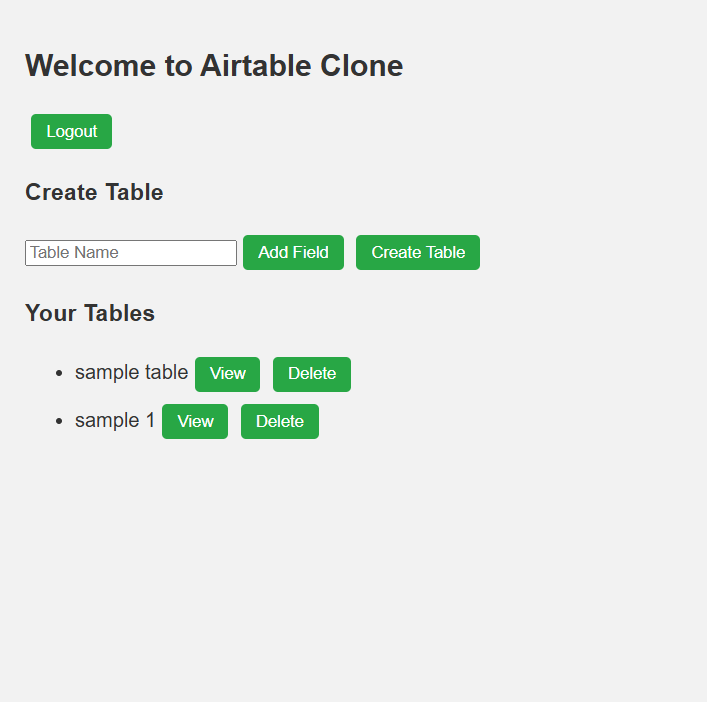 Welcome to Airtable Clone
Logout
Create Table
Table Name Add Field Create Table
Your Tables
sample table View Delete
sample 1 View Delete